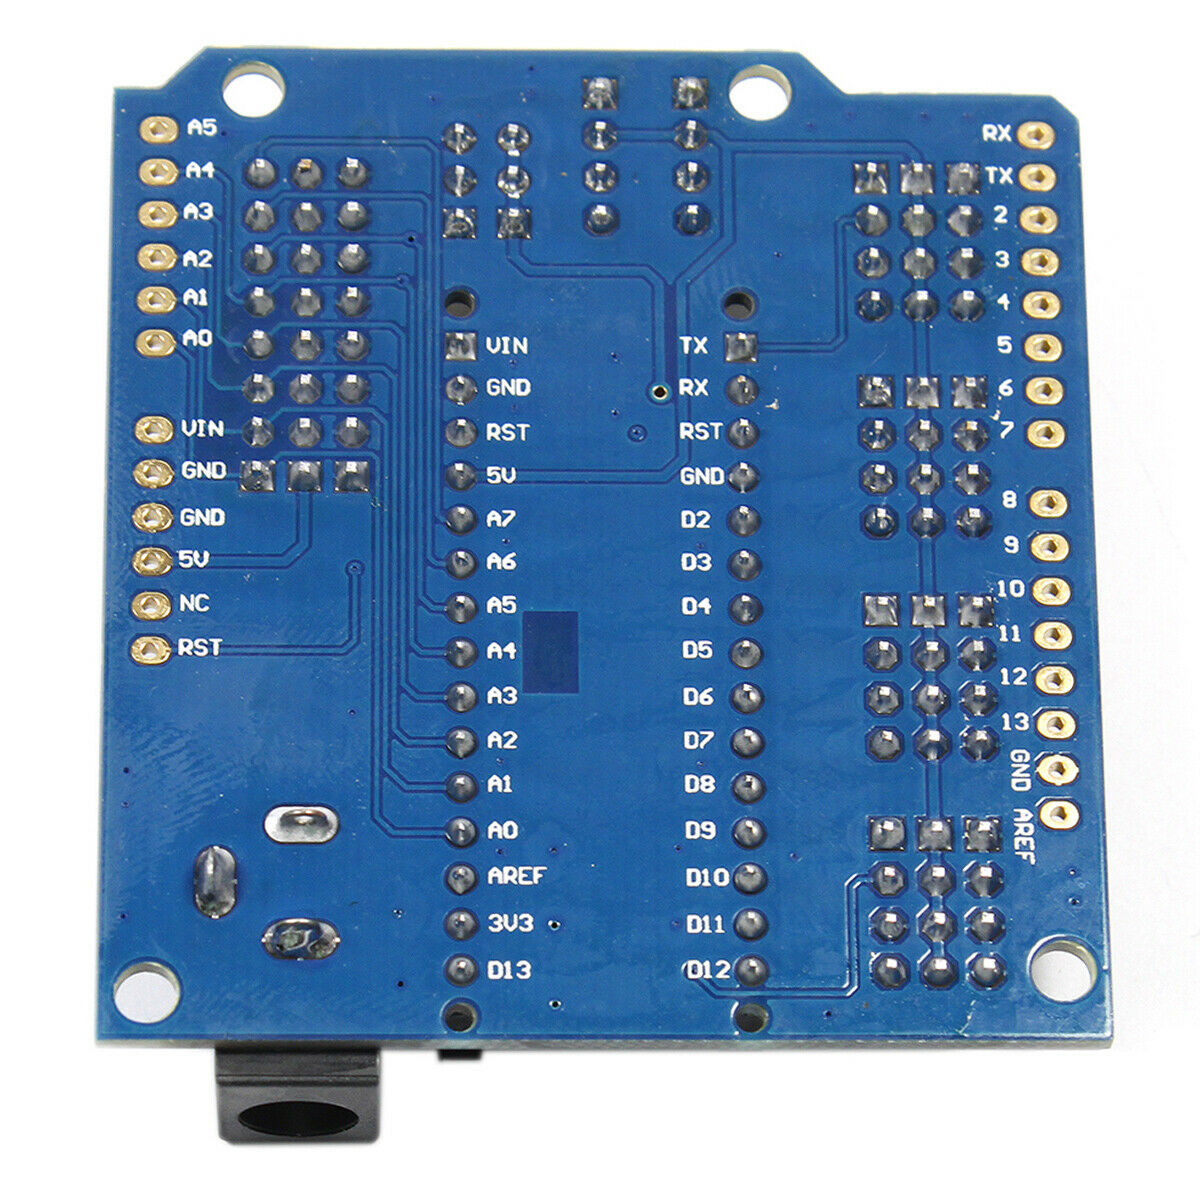 A5
A4
A3
A2
A1
A0
VIN
GND
GND
5V
NC
RST
VIN
GND
RST
5V
A7
A6
A5
A4
A3
A2
A1
A0
AREF
3V3
D13
TX
RX
RST
GND
D2
D3
D4
D5
D6
D7
D8
D9
D10
D11
D12
RX
TX
2
3
4
5
6
7
8
9
10
11
12
13
GND
AREF